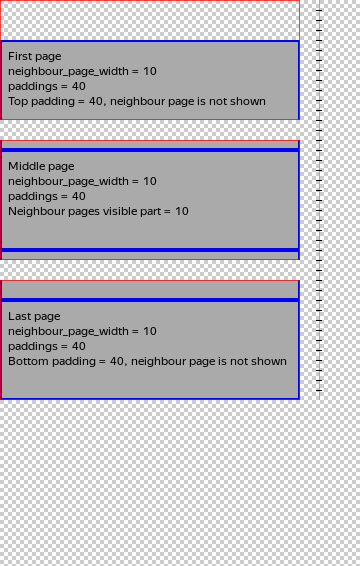 First page
neighbour_page_width = 10
paddings = 40
Top padding = 40, neighbour page is not shown
Middle page
neighbour_page_width = 10
paddings = 40
Neighbour pages visible part = 10
Last page
neighbour_page_width = 10
paddings = 40
Bottom padding = 40, neighbour page is not shown